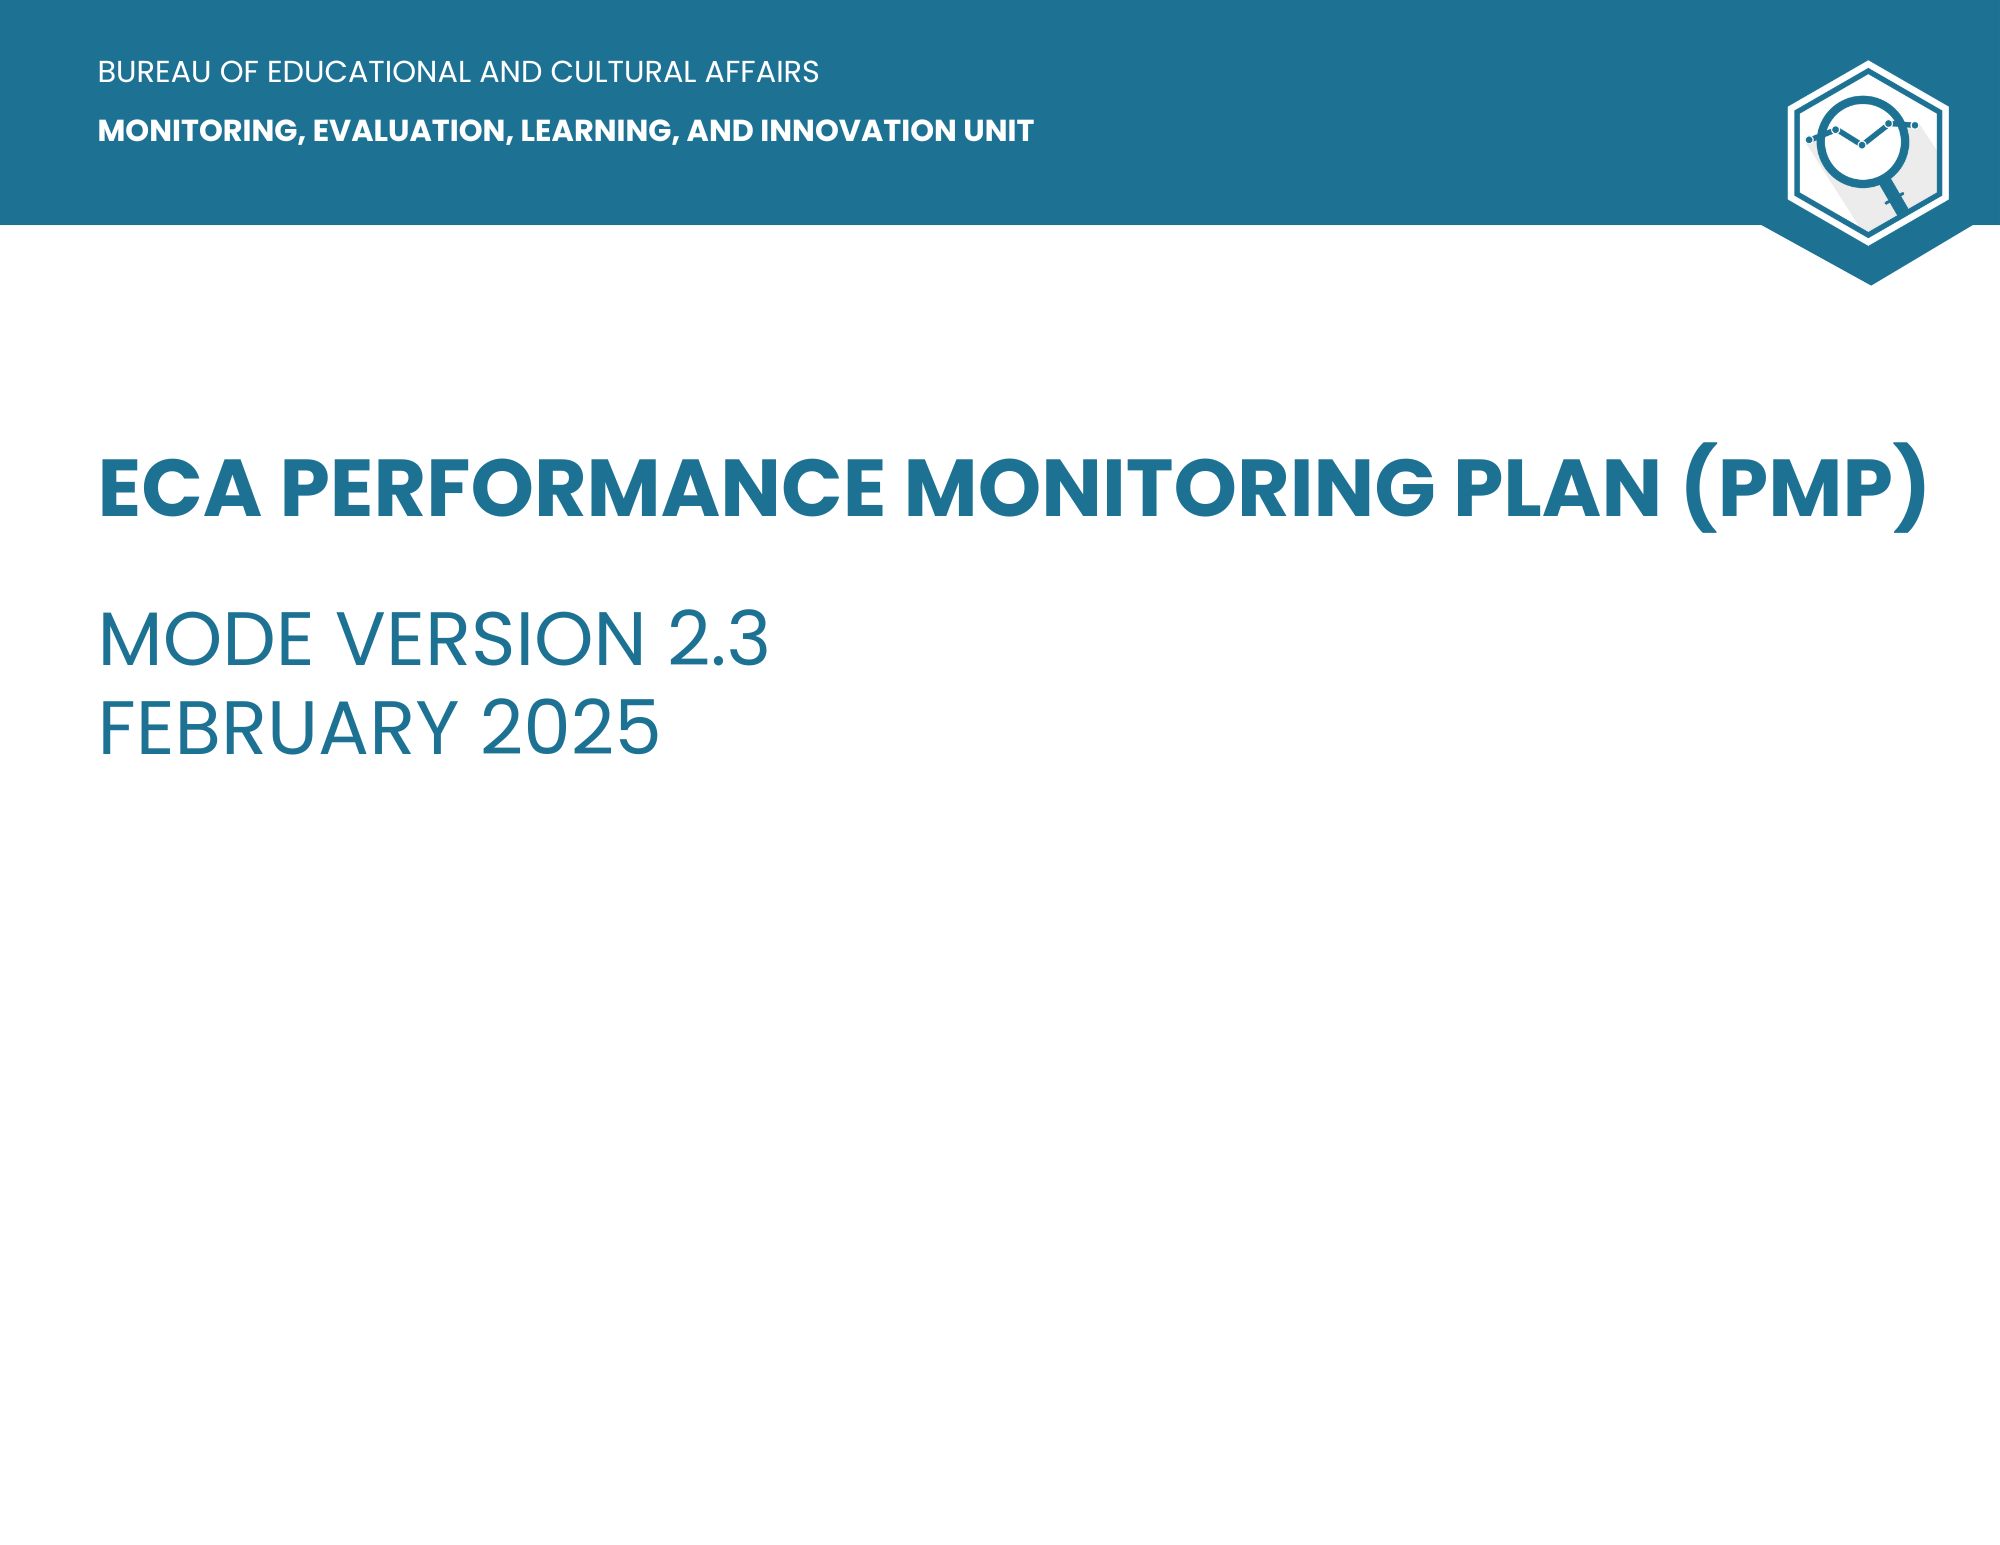 BUREAU OF EDUCATIONAL AND CULTURAL AFFAIRS
MONITORING, EVALUATION, LEARNING, AND INNOVATION UNIT
ECA PERFORMANCE MONITORING PLAN (PMP)
MODE VERSION 2.3
FEBRUARY 2025